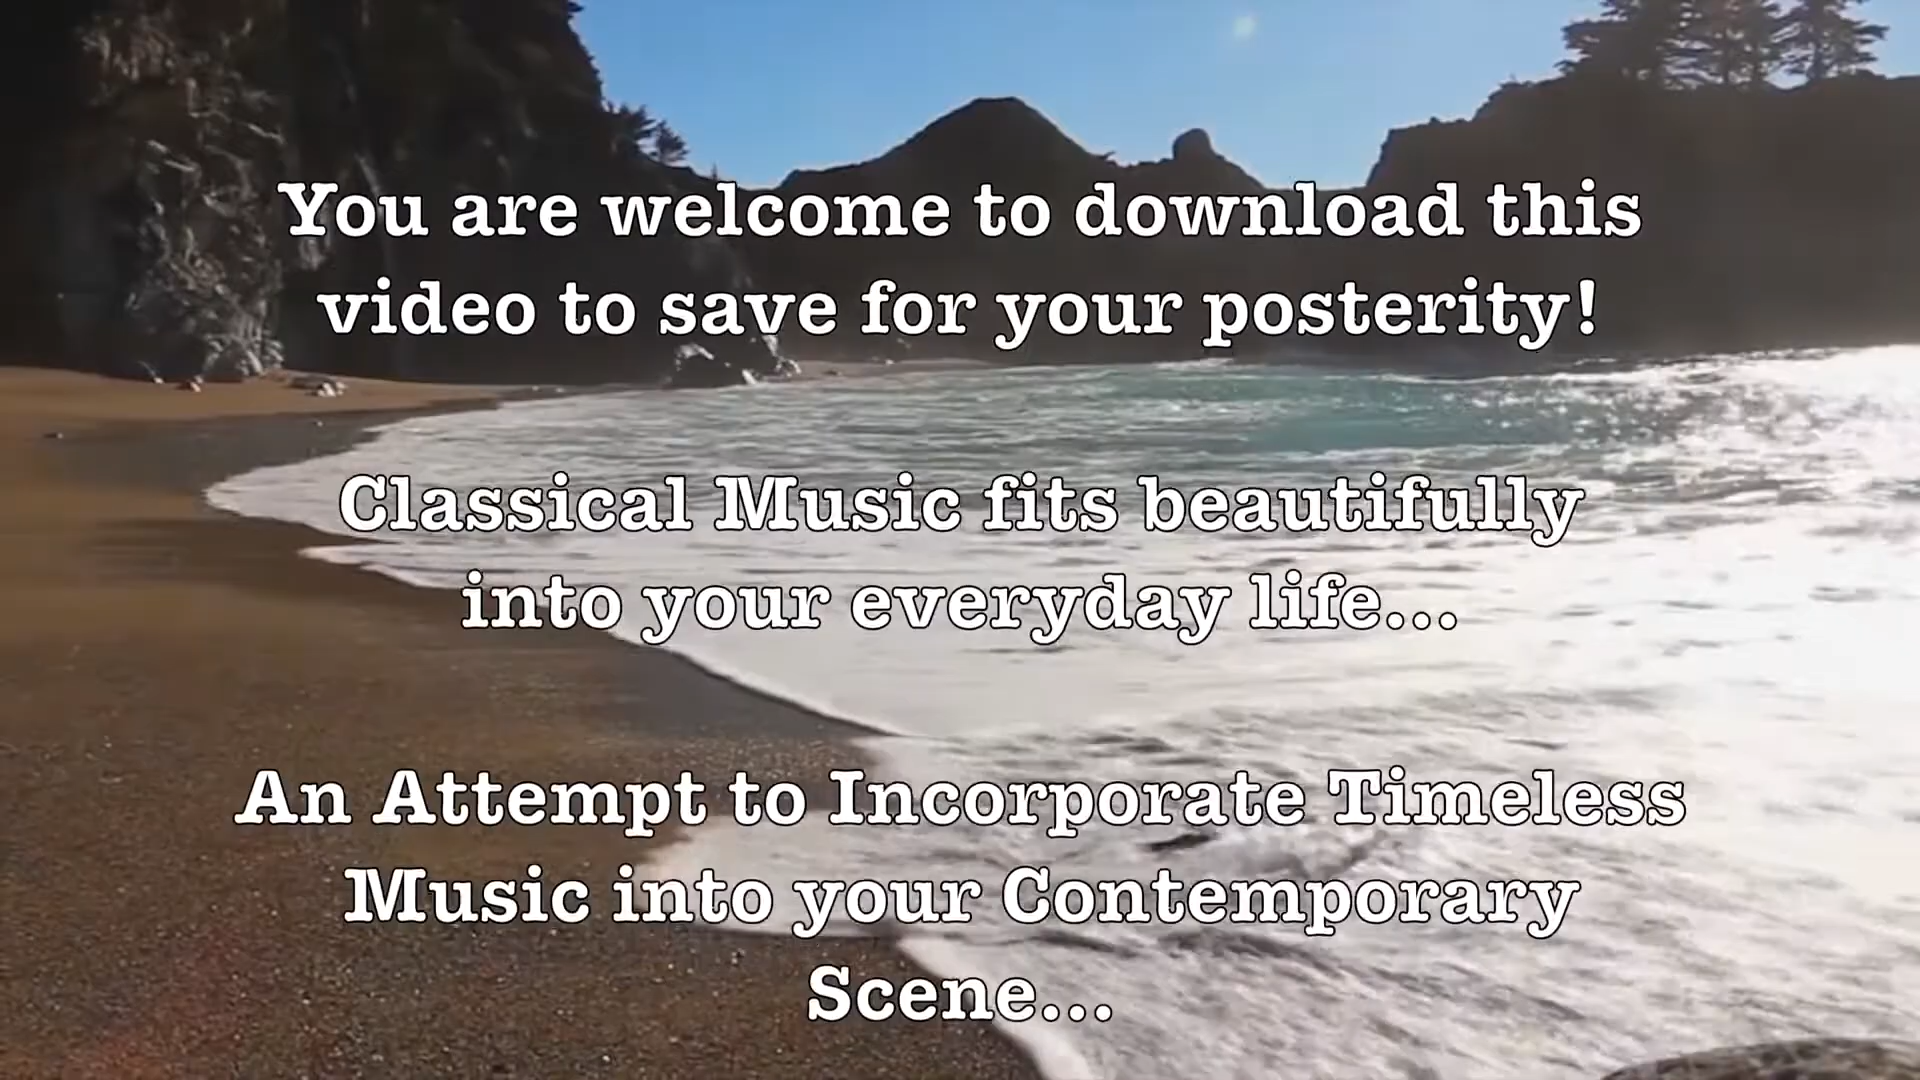 You are welcome to download this
video to save for your posterity!
Classical Music fits beautifully
into your everyday life...
An Attempt to Incorporate Timeless
Music into your Contemporary
Scene...